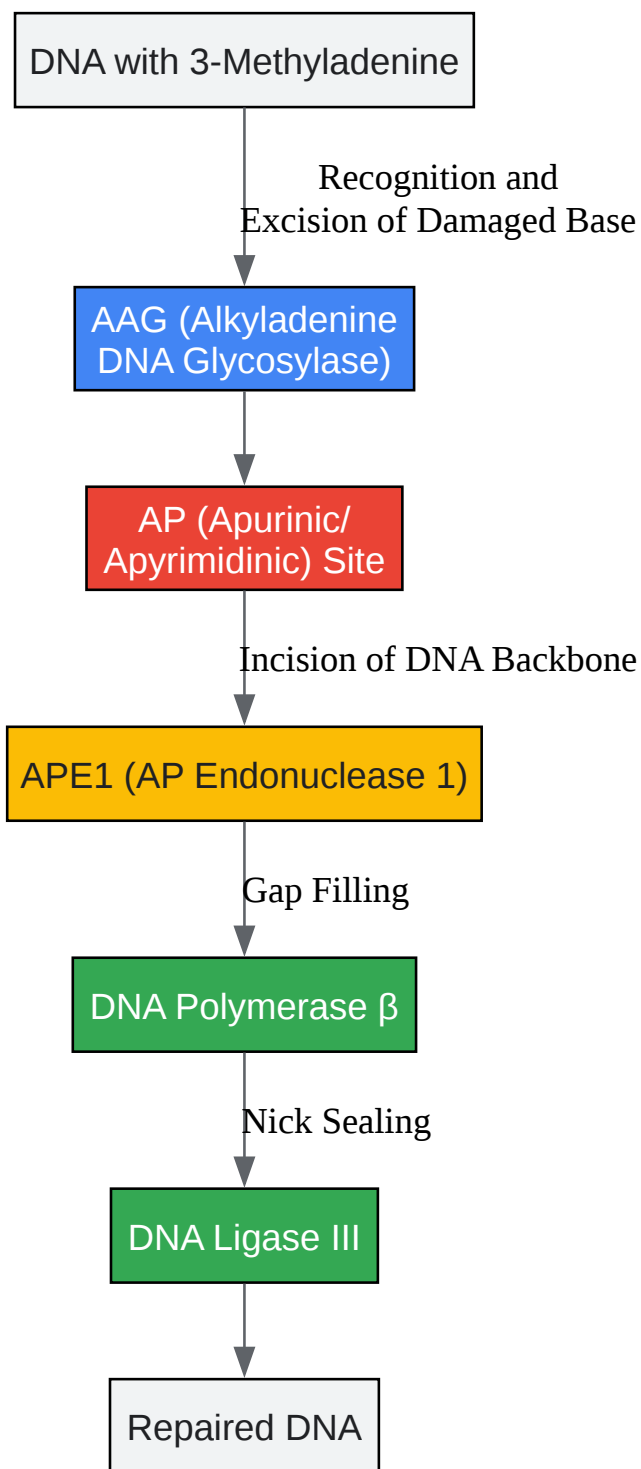 DNA with 3-Methyladenine
Recognition and
Excision of Damaged Base
AAG (Alkyladenine
DNA Glycosylase)
AP (Apurinic/
Apyrimidinic) Site
Incision of DNA Backbone
APE1 (AP Endonuclease 1)
Gap Filling
DNA Polymerase β
Nick Sealing
DNA Ligase III
Repaired DNA